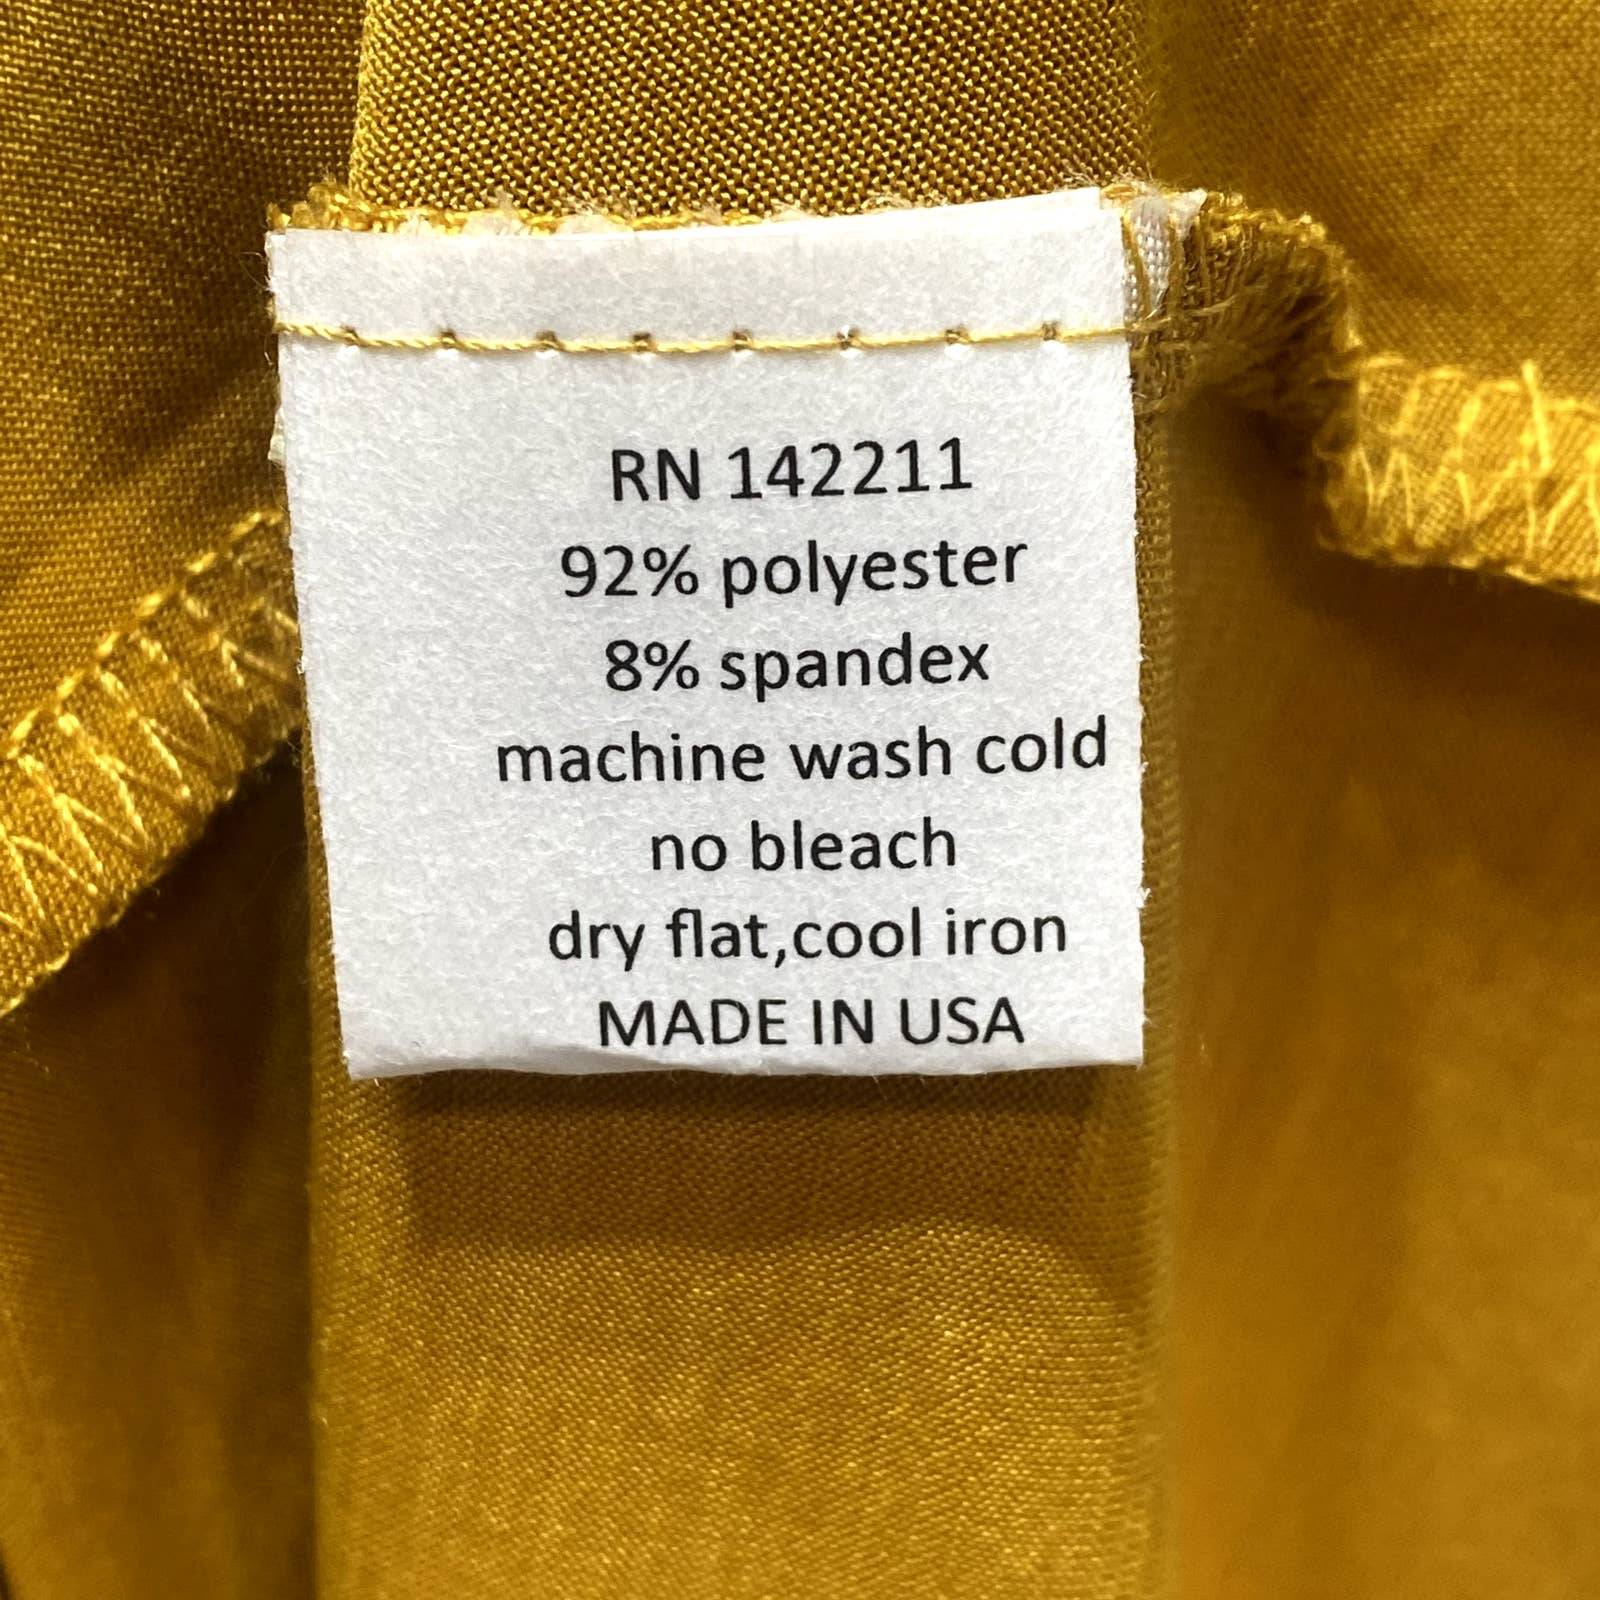 RN 142211
92% polyester
8% spandex
machine wash cold
no bleach
dry flat,cool iron
MADE IN USA